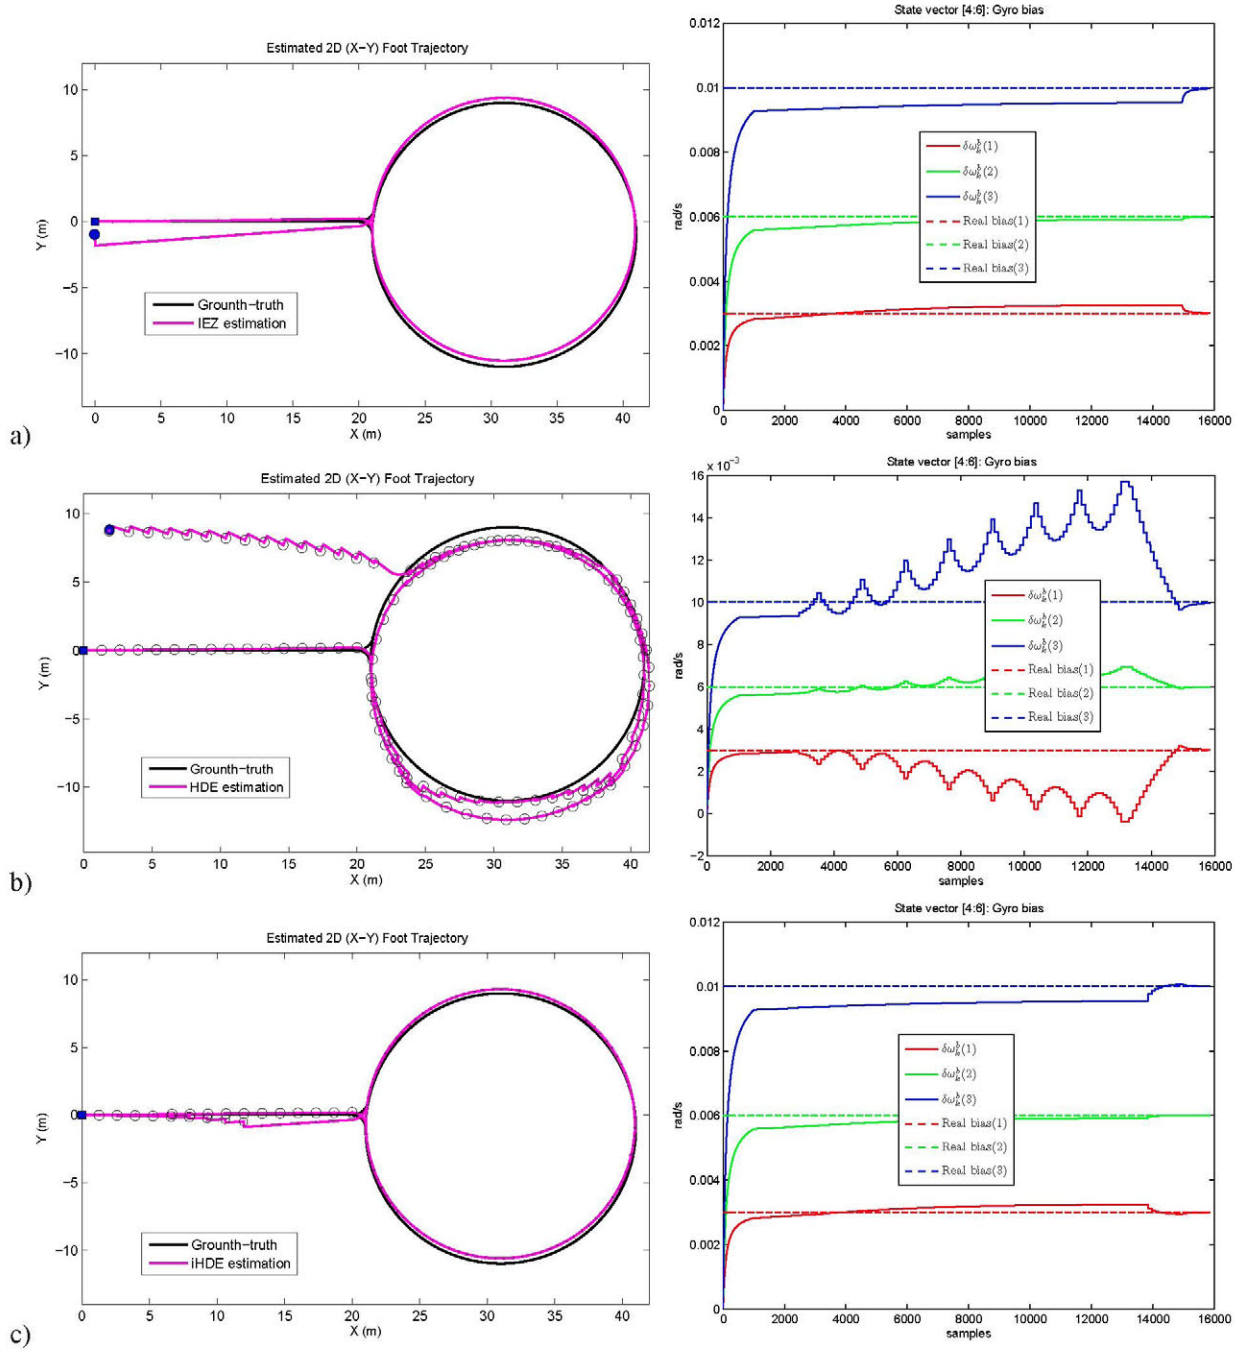 Estimated 2D (X−Y) Foot Trajectory
10
5
0
−5
−10
Y (m)
Grounth−truth
IEZ estimation
0 5 10 15 20 25 30 35 40
X (m)
a)
State vector [4:6]: Gyro bias
0.012
0.01
0.008
0.006
0.004
0.002
0
rad/s
δω_k^b(1)
δω_k^b(2)
δω_k^b(3)
Real bias(1)
Real bias(2)
Real bias(3)
0 2000 4000 6000 8000 10000 12000 14000 16000
samples
Estimated 2D (X−Y) Foot Trajectory
10
5
0
−5
−10
Y (m)
Grounth−truth
HDE estimation
0 5 10 15 20 25 30 35 40
X (m)
b)
State vector [4:6]: Gyro bias
x 10⁻³
16
14
12
10
8
6
4
2
0
−2
rad/s
δω_k^b(1)
δω_k^b(2)
δω_k^b(3)
Real bias(1)
Real bias(2)
Real bias(3)
0 2000 4000 6000 8000 10000 12000 14000 16000
samples
Estimated 2D (X−Y) Foot Trajectory
10
5
0
−5
−10
Y (m)
Grounth−truth
iHDE estimation
0 5 10 15 20 25 30 35 40
X (m)
c)
State vector [4:6]: Gyro bias
0.012
0.01
0.008
0.006
0.004
0.002
0
rad/s
δω_k^b(1)
δω_k^b(2)
δω_k^b(3)
Real bias(1)
Real bias(2)
Real bias(3)
0 2000 4000 6000 8000 10000 12000 14000 16000
samples